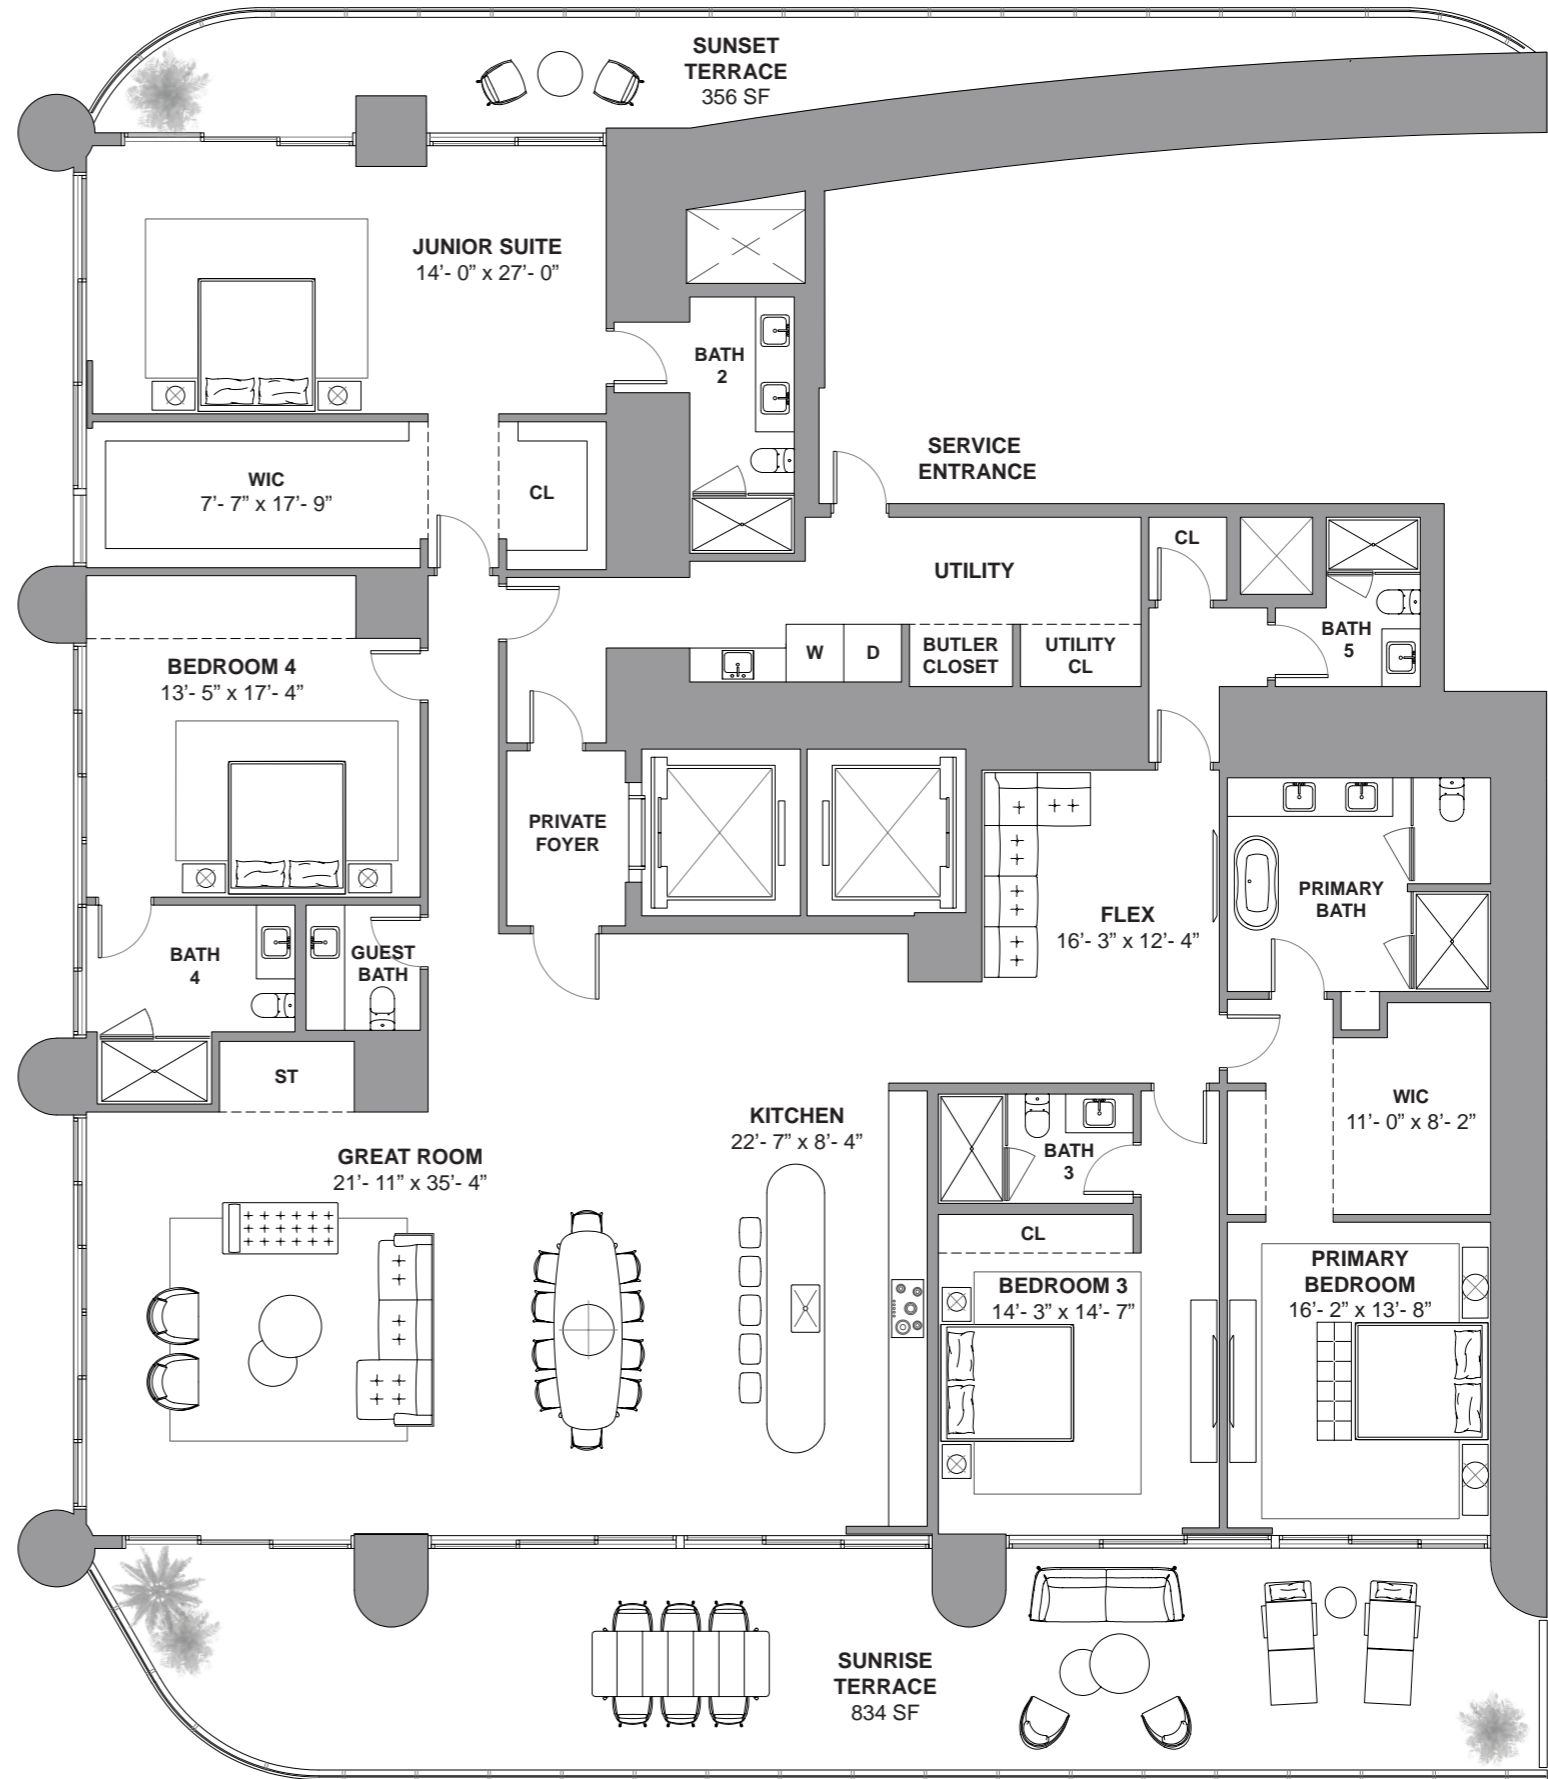 SUNSET
TERRACE
356 SF
JUNIOR SUITE
14’- 0” x 27’- 0”
BATH
2
SERVICE
ENTRANCE
WIC
7’- 7” x 17’- 9”
CL
CL
UTILITY
BATH
5
W
D
BUTLER
CLOSET
UTILITY
CL
BEDROOM 4
13’- 5” x 17’- 4”
PRIVATE
FOYER
PRIMARY
BATH
FLEX
16’- 3” x 12’- 4”
BATH
4
GUEST
BATH
ST
WIC
11’- 0” x 8’- 2”
KITCHEN
22’- 7” x 8’- 4”
GREAT ROOM
21’- 11” x 35’- 4”
BATH
3
CL
BEDROOM 3
14’- 3” x 14’- 7”
PRIMARY
BEDROOM
16’- 2” x 13’- 8”
SUNRISE
TERRACE
834 SF